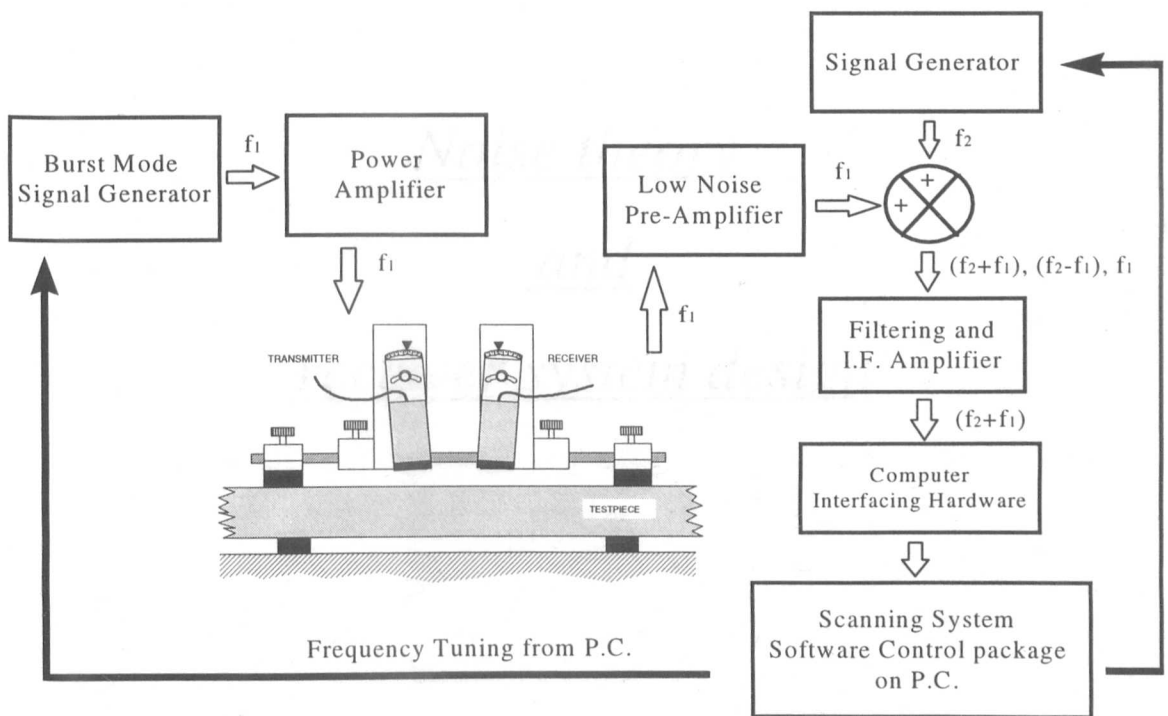 Signal Generator
f2
Burst Mode
Signal Generator
f1
Power
Amplifier
f1
Low Noise
Pre-Amplifier
f1
+
+
(f2+f1), (f2-f1), f1
f1
TRANSMITTER
RECEIVER
TESTPIECE
Filtering and
I.F. Amplifier
(f2+f1)
Computer
Interfacing Hardware
Scanning System
Software Control package
on P.C.
Frequency Tuning from P.C.